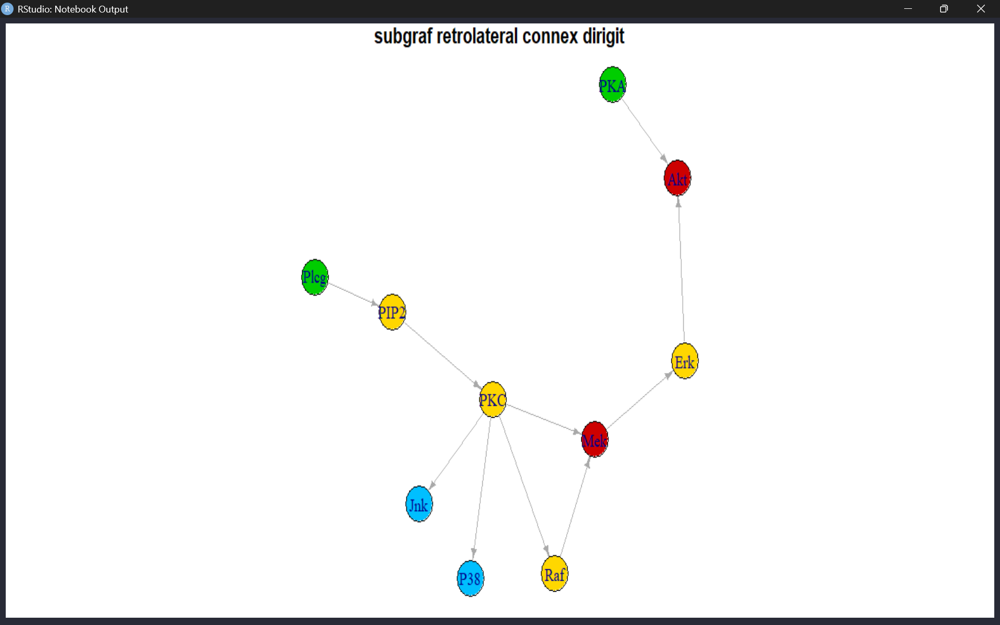 RStudio: Notebook Output
subgraf retrolateral connex dirigit
PKA
Akt
Plcg
PIP2
Erk
PKC
Mek
Jnk
P38
Raf